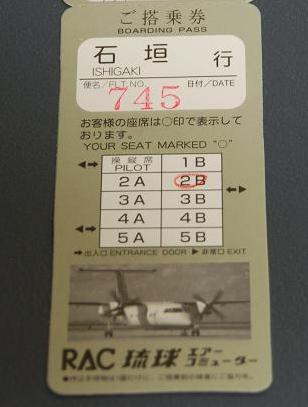 ご搭乗券
BOARDING PASS
石垣 行
ISHIGAKI
便名/FLT.NO. 日付/DATE
745
お客様の座席は○印で表示して
おります。
YOUR SEAT MARKED "○"
操縦席 1B
PILOT
2A 2B
3A 3B
4A 4B
5A 5B
出入口 ENTRANCE DOOR 非常口 EXIT
RAC 琉球 エアー
コミューター